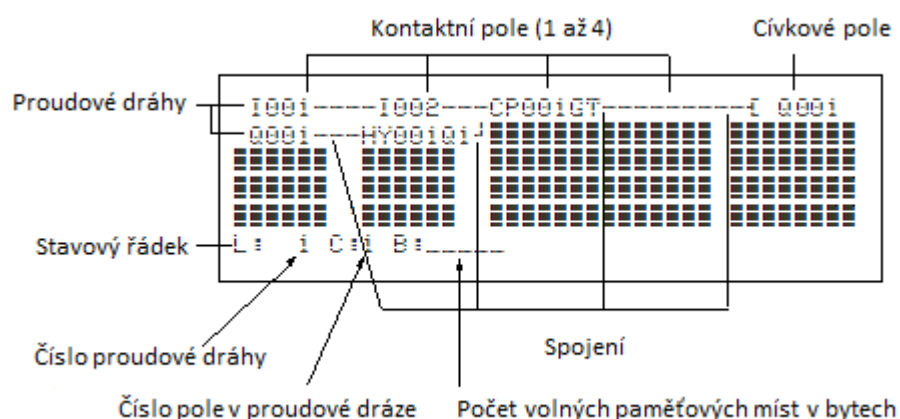 Kontaktní pole (1 až 4)
Cívkové pole
Proudové dráhy
I001-----I002---CP001GT----------[ Q001
Q001---HY001Q1
Stavový řádek
L: 1 C:1 B:_____
Spojení
Číslo proudové dráhy
Číslo pole v proudové dráze
Počet volných paměťových míst v bytech